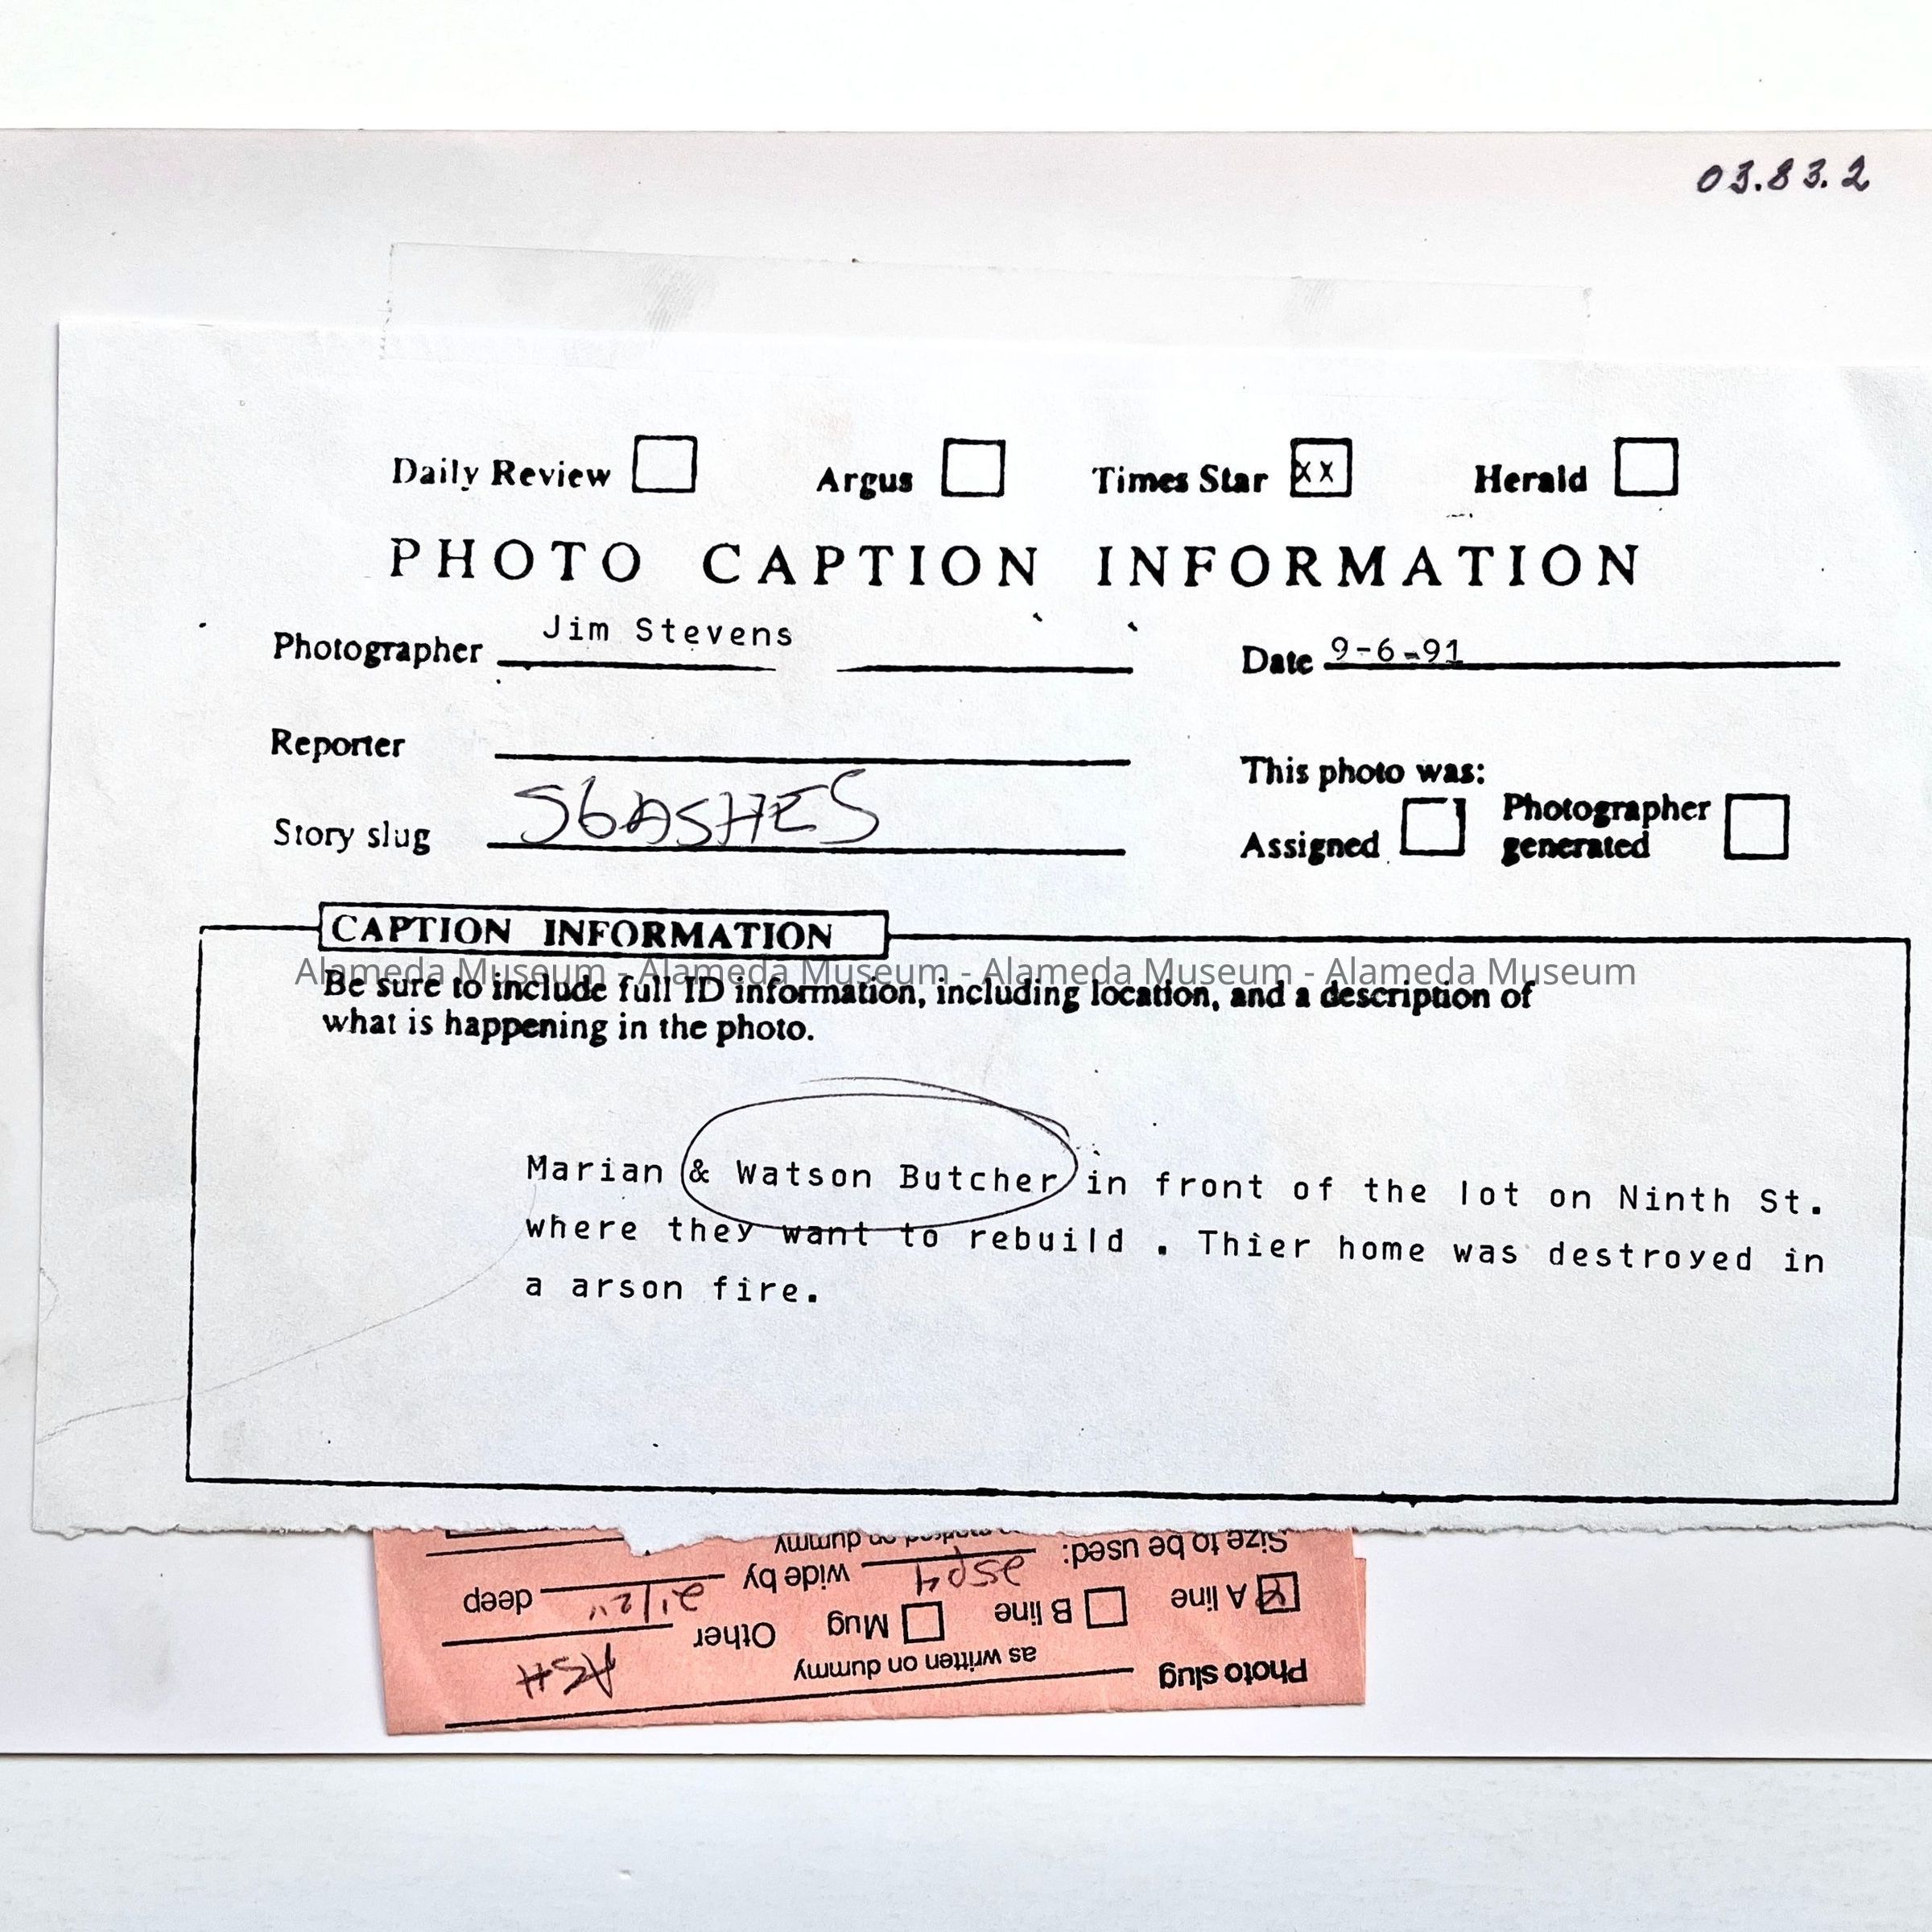 03.83.2
Daily Review Argus Times Star xx Herald
PHOTO CAPTION INFORMATION
Photographer Jim Stevens Date 9-6-91
Reporter
This photo was:
Story slug S6ASHES
Assigned Photographer generated
CAPTION INFORMATION
Alameda Museum - Alameda Museum - Alameda Museum - Alameda Museum
Be sure to include full ID information, including location, and a description of
what is happening in the photo.
Marian & Watson Butcher in front of the lot on Ninth St.
where they want to rebuild . Thier home was destroyed in
a arson fire.
Photo slug ASH
as written on dummy
A line B line Mug Other
Size to be used: wide by deep
on dummy